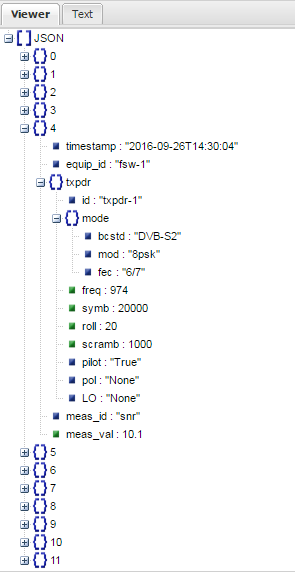 Viewer Text
JSON
0
1
2
3
4
timestamp : "2016-09-26T14:30:04"
equip_id : "fsw-1"
txpdr
id : "txpdr-1"
mode
bcstd : "DVB-S2"
mod : "8psk"
fec : "6/7"
freq : 974
symb : 20000
roll : 20
scramb : 1000
pilot : "True"
pol : "None"
LO : "None"
meas_id : "snr"
meas_val : 10.1
5
6
7
8
9
10
11